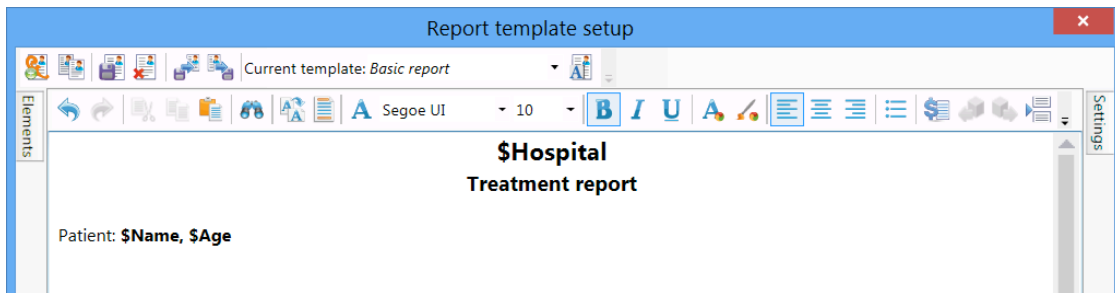 Report template setup
Current template: Basic report
Elements
A Segoe UI 10 B I U A
Settings
$Hospital
Treatment report
Patient: $Name, $Age